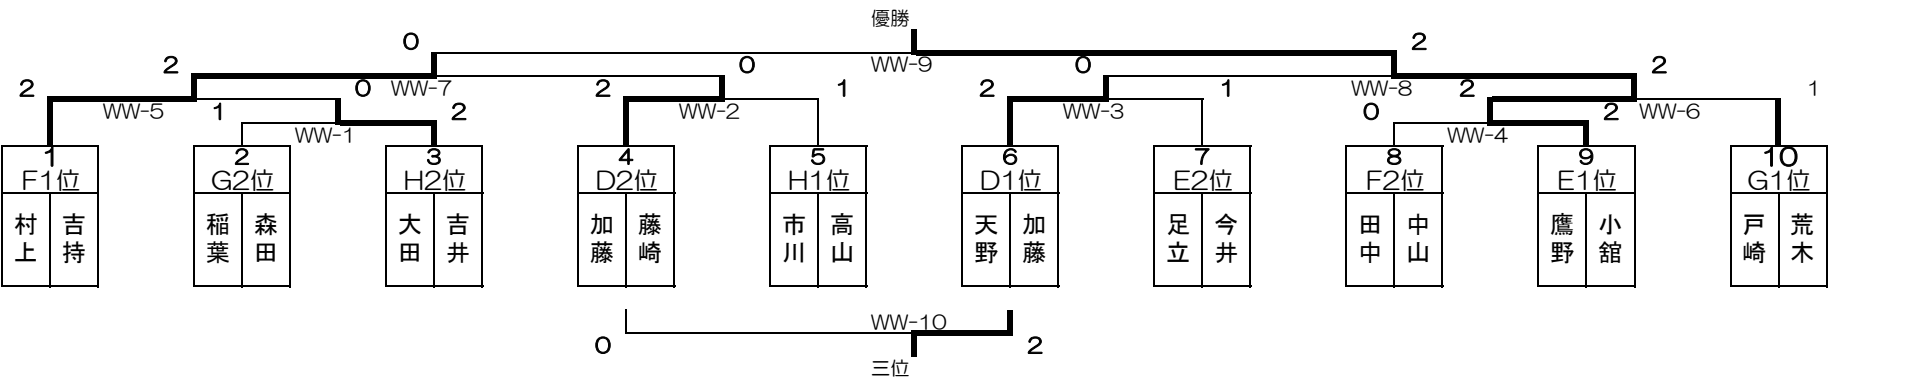 優勝
0 2
2 0 WW-9 0 2
2 0 WW-7 2 1 2 1 WW-8 2 1
WW-5 1 2 WW-2 WW-3 0 2 WW-6
WW-1 WW-4
1 2 3 4 5 6 7 8 9 10
F1位 G2位 H2位 D2位 H1位 D1位 E2位 F2位 E1位 G1位
村上 吉持 稲葉 森田 大田 吉井 加藤 藤崎 市川 高山 天野 加藤 足立 今井 田中 中山 鷹野 小舘 戸崎 荒木
WW-10
0 2
三位